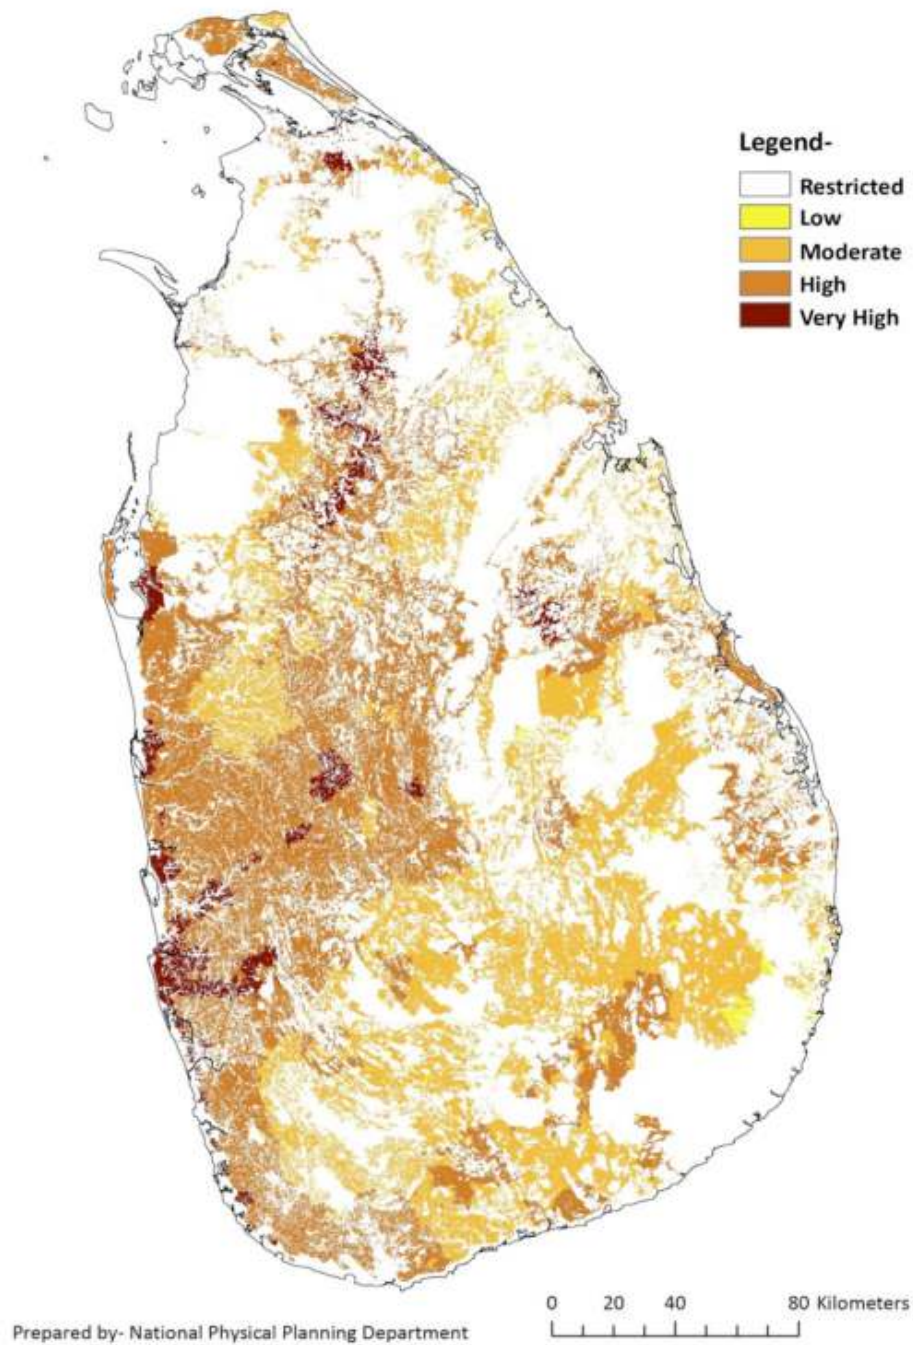 Legend-
Restricted
Low
Moderate
High
Very High
0 20 40 80 Kilometers
Prepared by- National Physical Planning Department